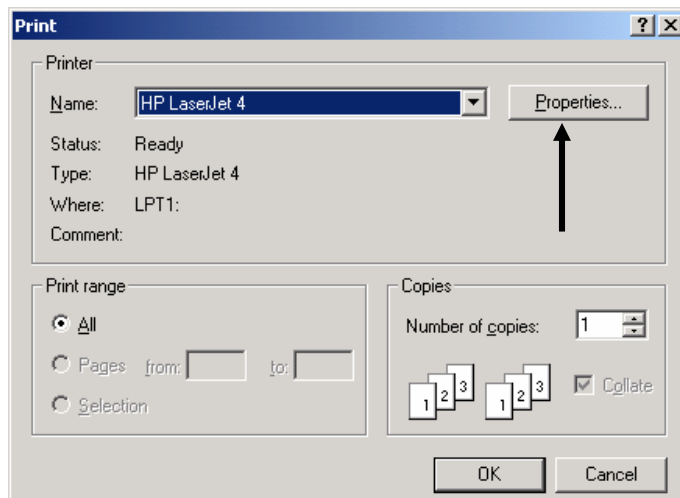 Print
Printer
Name: HP LaserJet 4 Properties...
Status: Ready
Type: HP LaserJet 4
Where: LPT1:
Comment:
Print range
All
Pages from: to:
Selection
Copies
Number of copies: 1
1 2 3 1 2 3
Collate
OK Cancel